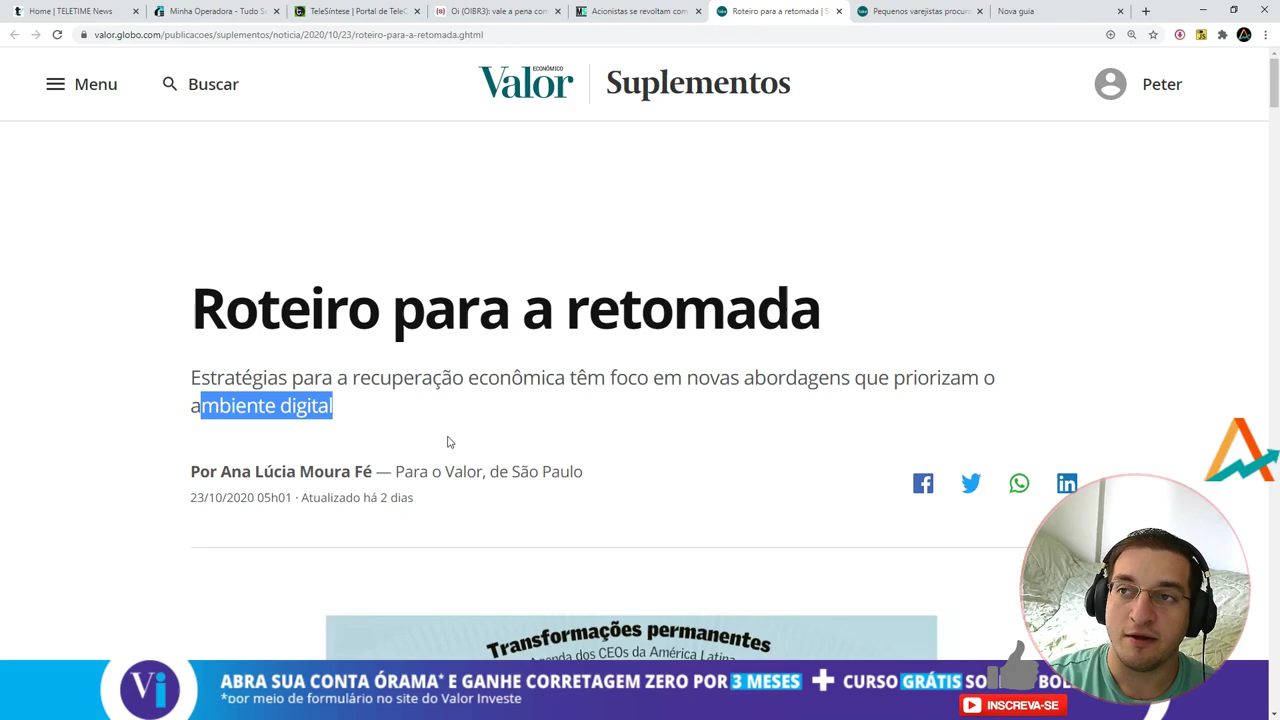 Home | TELETIME News
Minha Operadora - Tudo S
TeleSíntese | Portal de TeleC
Oi (OIBR3): vale a pena com
Acionistas se revoltam com
Roteiro para a retomada | S
Pequenos varejistas procur
Nova guia
valor.globo.com/publicacoes/suplementos/noticia/2020/10/23/roteiro-para-a-retomada.ghtml
Menu
Buscar
Valor ECONÔMICO
Suplementos
Peter
Roteiro para a retomada
Estratégias para a recuperação econômica têm foco em novas abordagens que priorizam o
ambiente digital
Por Ana Lúcia Moura Fé — Para o Valor, de São Paulo
23/10/2020 05h01 · Atualizado há 2 dias
Transformações permanentes
Agenda dos CEOs da América Latina
Vi
ABRA SUA CONTA ÓRAMA* E GANHE CORRETAGEM ZERO POR 3 MESES + CURSO GRÁTIS
*por meio de formulário no site do Valor Investe
INSCREVA-SE